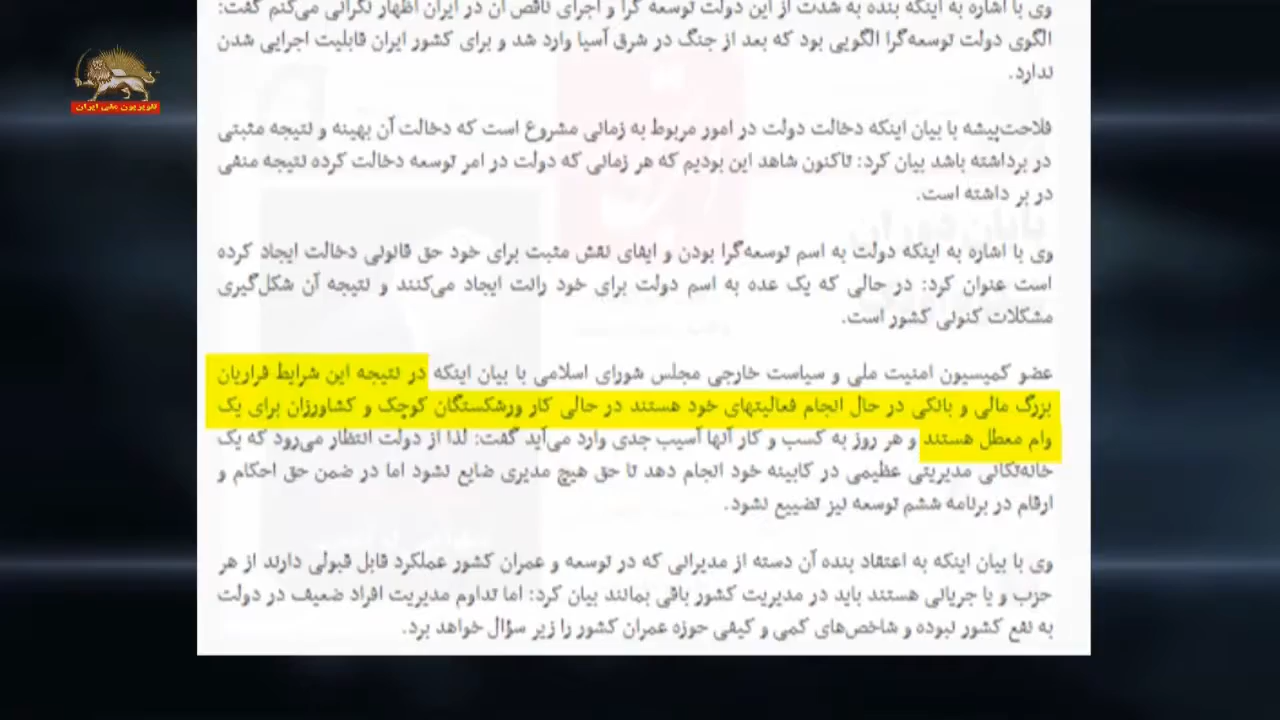 تلویزیون ملی ایران
وی با اشاره به اینکه بنده به شدت از این دولت توسعه گرا و اجرای ناقص آن در ایران اظهار نگرانی می‌کنم گفت:
الگوی دولت توسعه‌گرا الگویی بود که بعد از جنگ در شرق آسیا وارد شد و برای کشور ایران قابلیت اجرایی شدن
ندارد.
فلاحت‌پیشه با بیان اینکه دخالت دولت در امور مربوط به زمانی مشروع است که دخالت آن بهینه و نتیجه مثبتی
در برداشته باشد بیان کرد: تاکنون شاهد این بودیم که هر زمانی که دولت در امر توسعه دخالت کرده نتیجه منفی
در بر داشته است.
وی با اشاره به اینکه دولت به اسم توسعه‌گرا بودن و ایفای نقش مثبت برای خود حق قانونی دخالت ایجاد کرده
است عنوان کرد: در حالی که یک عده به اسم دولت برای خود رانت ایجاد می‌کنند و نتیجه آن شکل‌گیری
مشکلات کنونی کشور است.
عضو کمیسیون امنیت ملی و سیاست خارجی مجلس شورای اسلامی با بیان اینکه در نتیجه این شرایط فراریان
بزرگ مالی و بانکی در حال انجام فعالیتهای خود هستند در حالی کار ورشکستگان کوچک و کشاورزان برای یک
وام معطل هستند و هر روز به کسب و کار آنها آسیب جدی وارد می‌آید گفت: لذا از دولت انتظار می‌رود که یک
خانه‌تکانی مدیریتی عظیمی در کابینه خود انجام دهد تا حق هیچ مدیری ضایع نشود اما در ضمن حق احکام و
ارقام در برنامه ششم توسعه نیز تضییع نشود.
وی با بیان اینکه به اعتقاد بنده آن دسته از مدیرانی که در توسعه و عمران کشور عملکرد قابل قبولی دارند از هر
حزب و یا جریانی هستند باید در مدیریت کشور باقی بمانند بیان کرد: اما تداوم مدیریت افراد ضعیف در دولت
به نفع کشور نبوده و شاخص‌های کمی و کیفی حوزه عمران کشور را زیر سؤال خواهد برد.
پایان دوران